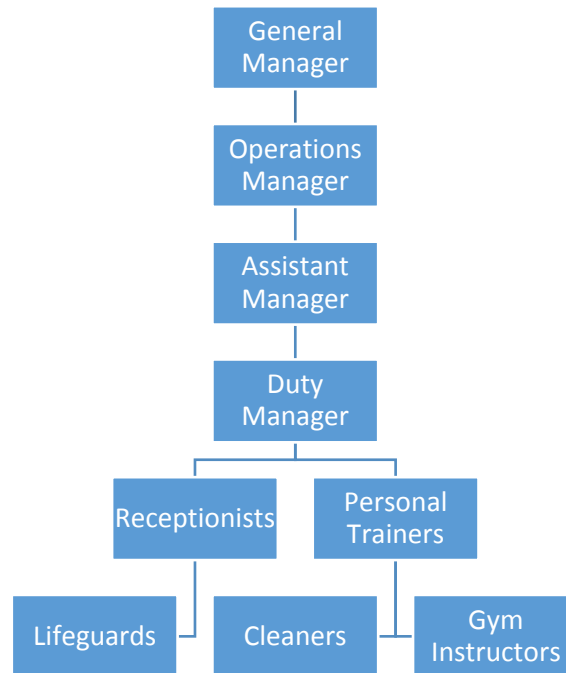 General
Manager
Operations
Manager
Assistant
Manager
Duty
Manager
Receptionists
Personal
Trainers
Lifeguards
Cleaners
Gym
Instructors